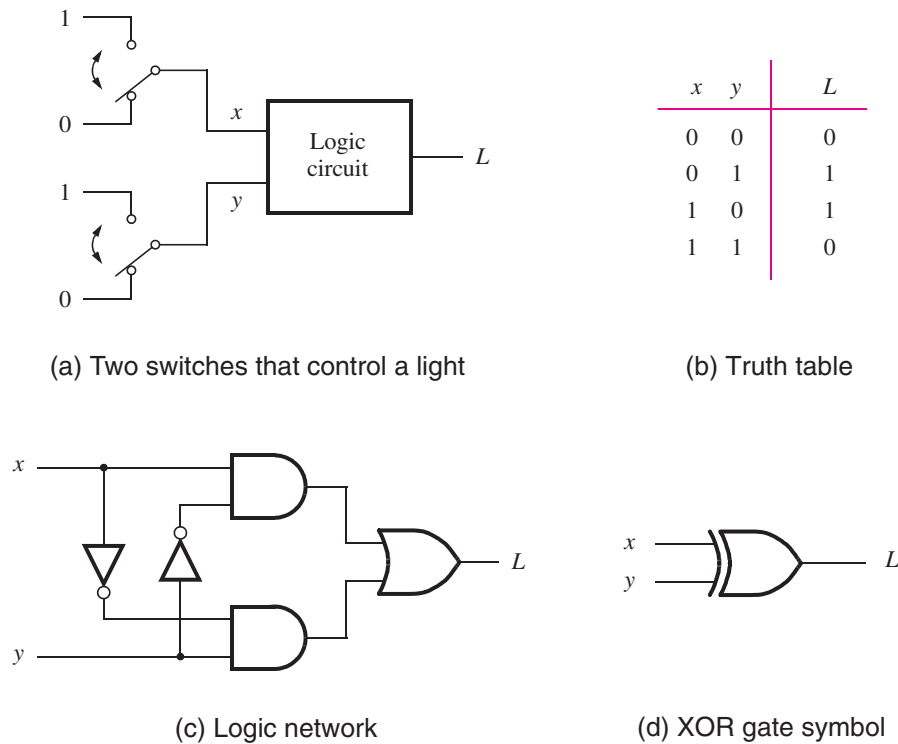 1
0
x
Logic
circuit
L
1
y
0
x y L
0 0 0
0 1 1
1 0 1
1 1 0
(a) Two switches that control a light
(b) Truth table
x
y
L
x
y
L
(c) Logic network
(d) XOR gate symbol